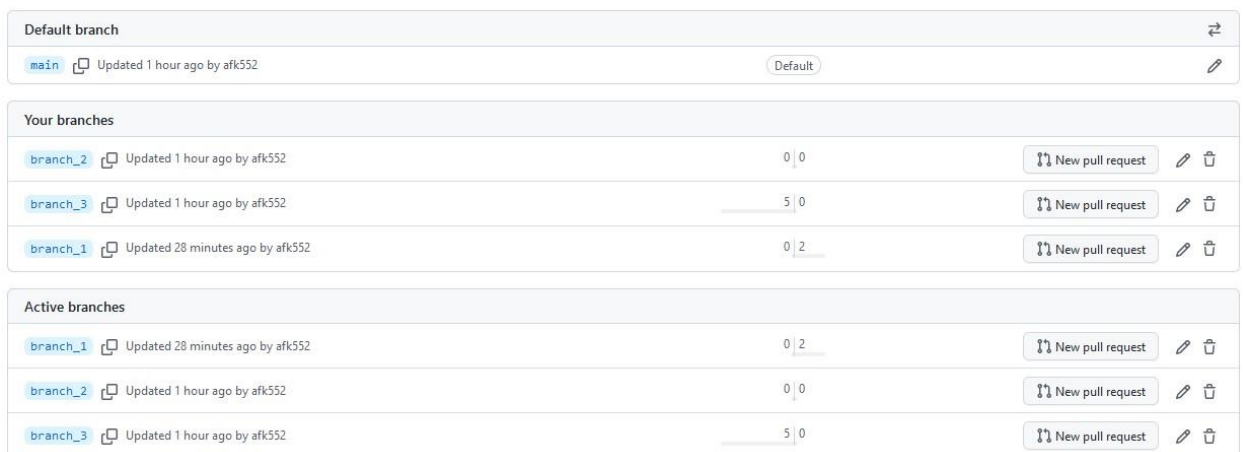 Default branch
main Updated 1 hour ago by afk552 Default
Your branches
branch_2 Updated 1 hour ago by afk552 0 0 New pull request
branch_3 Updated 1 hour ago by afk552 5 0 New pull request
branch_1 Updated 28 minutes ago by afk552 0 2 New pull request
Active branches
branch_1 Updated 28 minutes ago by afk552 0 2 New pull request
branch_2 Updated 1 hour ago by afk552 0 0 New pull request
branch_3 Updated 1 hour ago by afk552 5 0 New pull request